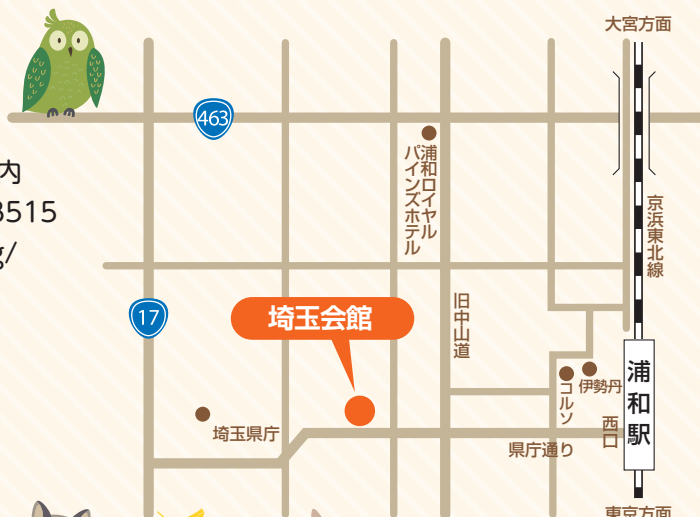 大宮方面
463
浦和ロイヤル
パインズホテル
内
3515
g/
京浜東北線
17
埼玉会館
旧中山道
浦和駅
伊勢丹
コルソ
西口
埼玉県庁
県庁通り
東京方面